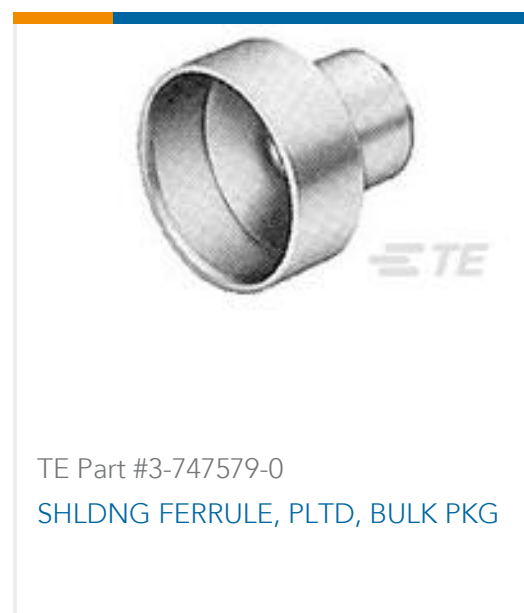 TE
TE Part #3-747579-0
SHLDNG FERRULE, PLTD, BULK PKG